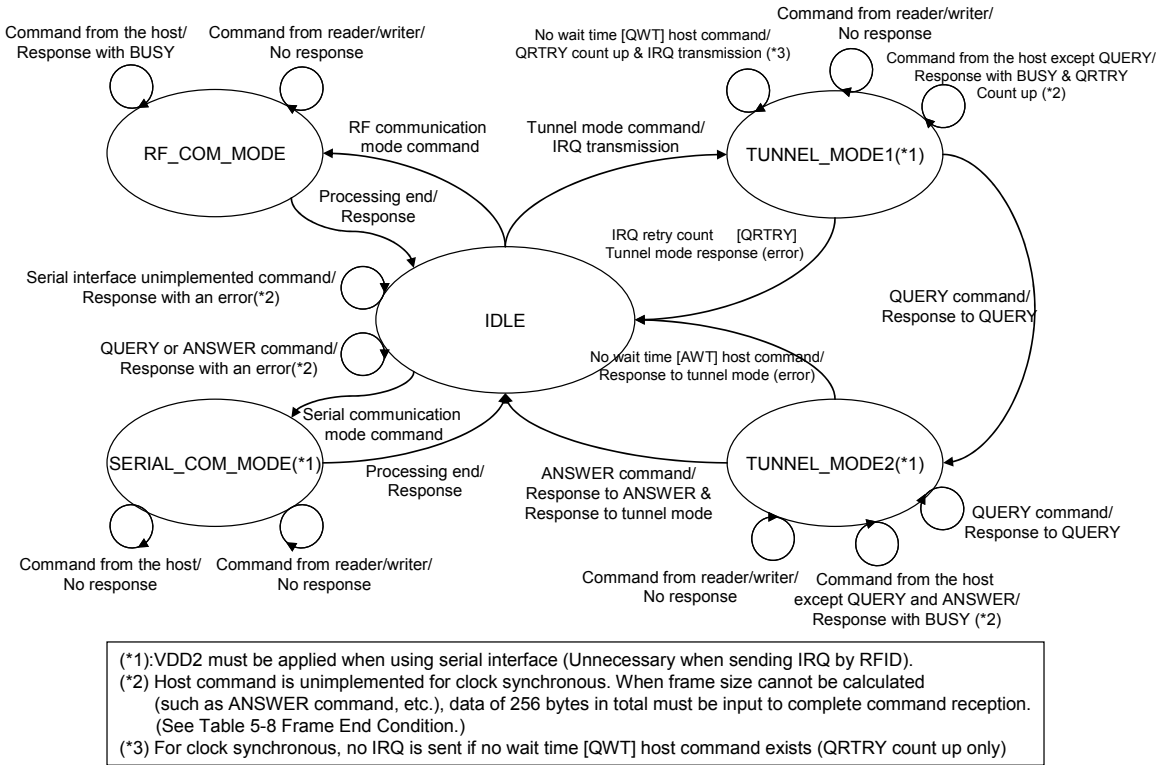 Command from the host/
Response with BUSY
Command from reader/writer/
No response
RF_COM_MODE
RF communication
mode command
Processing end/
Response
No wait time [QWT] host command/
QRTRY count up & IRQ transmission (*3)
Command from reader/writer/
No response
Command from the host except QUERY/
Response with BUSY & QRTRY
Count up (*2)
Tunnel mode command/
IRQ transmission
TUNNEL_MODE1(*1)
IRQ retry count [QRTRY]
Tunnel mode response (error)
Serial interface unimplemented command/
Response with an error(*2)
IDLE
QUERY command/
Response to QUERY
QUERY or ANSWER command/
Response with an error(*2)
No wait time [AWT] host command/
Response to tunnel mode (error)
Serial communication
mode command
SERIAL_COM_MODE(*1)
Processing end/
Response
ANSWER command/
Response to ANSWER &
Response to tunnel mode
TUNNEL_MODE2(*1)
QUERY command/
Response to QUERY
Command from the host/
No response
Command from reader/writer/
No response
Command from reader/writer/
No response
Command from the host
except QUERY and ANSWER/
Response with BUSY (*2)
(*1):VDD2 must be applied when using serial interface (Unnecessary when sending IRQ by RFID).
(*2) Host command is unimplemented for clock synchronous. When frame size cannot be calculated
(such as ANSWER command, etc.), data of 256 bytes in total must be input to complete command reception.
(See Table 5-8 Frame End Condition.)
(*3) For clock synchronous, no IRQ is sent if no wait time [QWT] host command exists (QRTRY count up only)